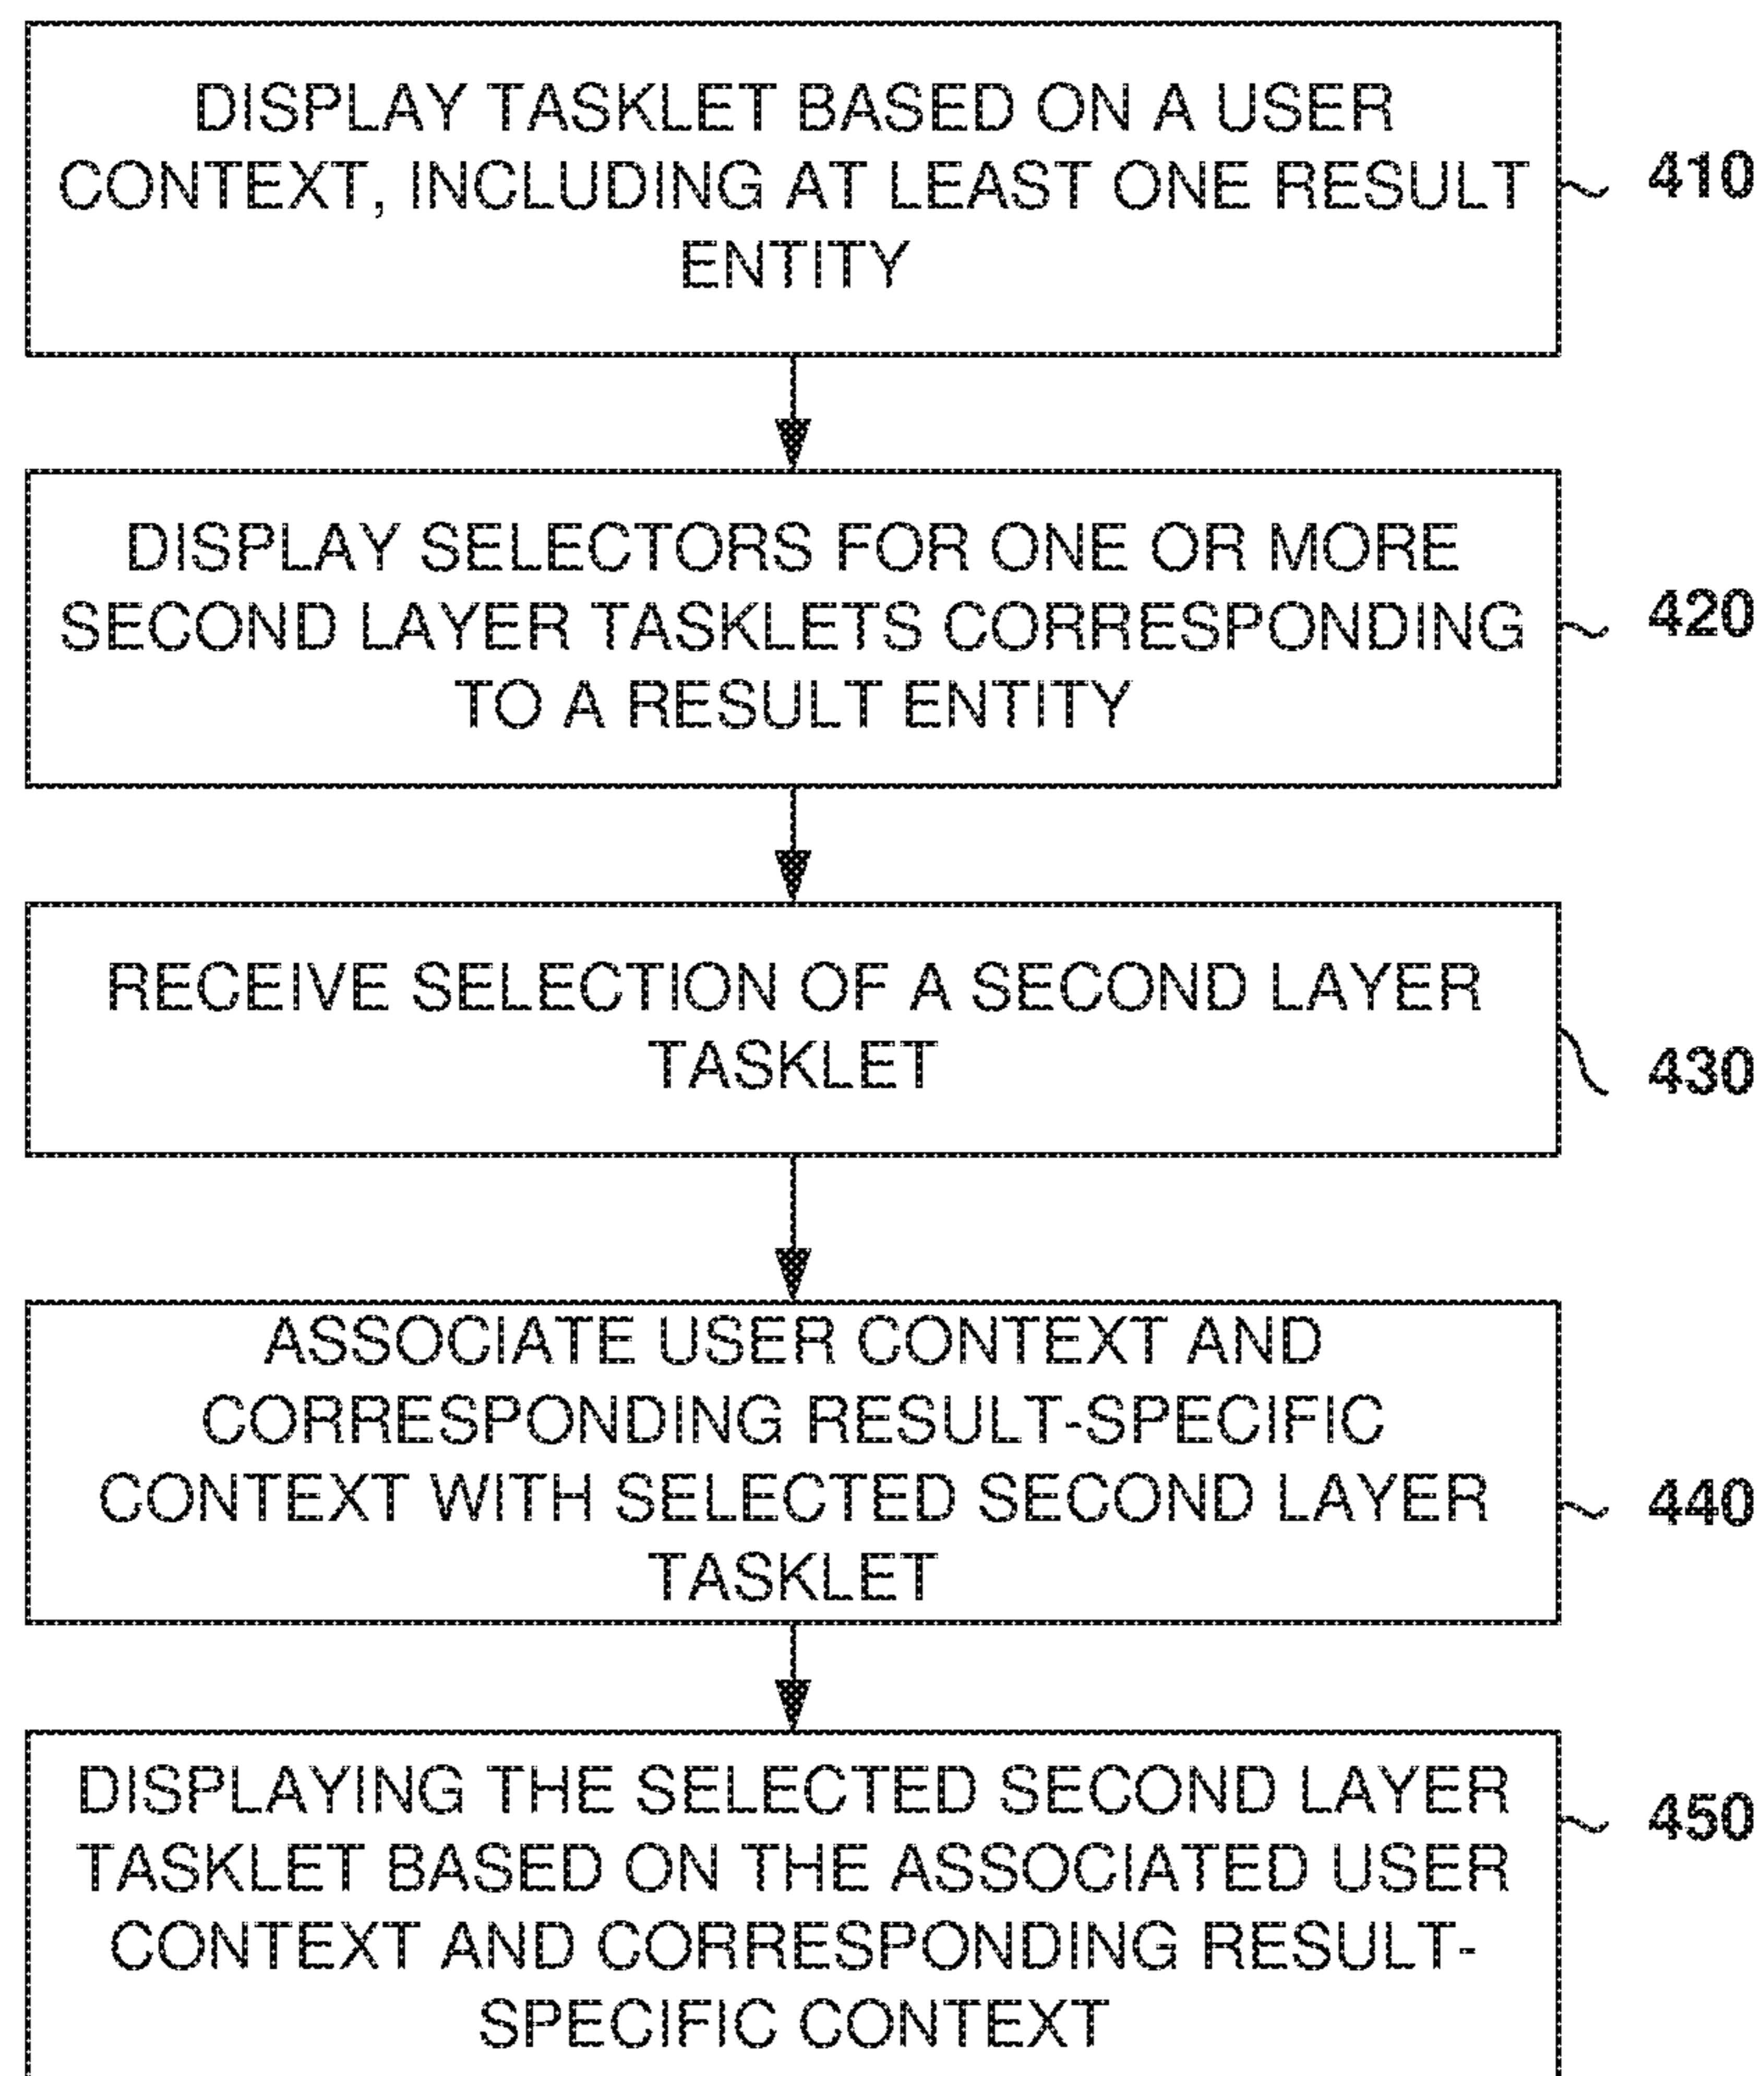 DISPLAY TASKLET BASED ON A USER
CONTEXT, INCLUDING AT LEAST ONE RESULT
ENTITY
410
DISPLAY SELECTORS FOR ONE OR MORE
SECOND LAYER TASKLETS CORRESPONDING
TO A RESULT ENTITY
420
RECEIVE SELECTION OF A SECOND LAYER
TASKLET
430
ASSOCIATE USER CONTEXT AND
CORRESPONDING RESULT-SPECIFIC
CONTEXT WITH SELECTED SECOND LAYER
TASKLET
440
DISPLAYING THE SELECTED SECOND LAYER
TASKLET BASED ON THE ASSOCIATED USER
CONTEXT AND CORRESPONDING RESULT-
SPECIFIC CONTEXT
450